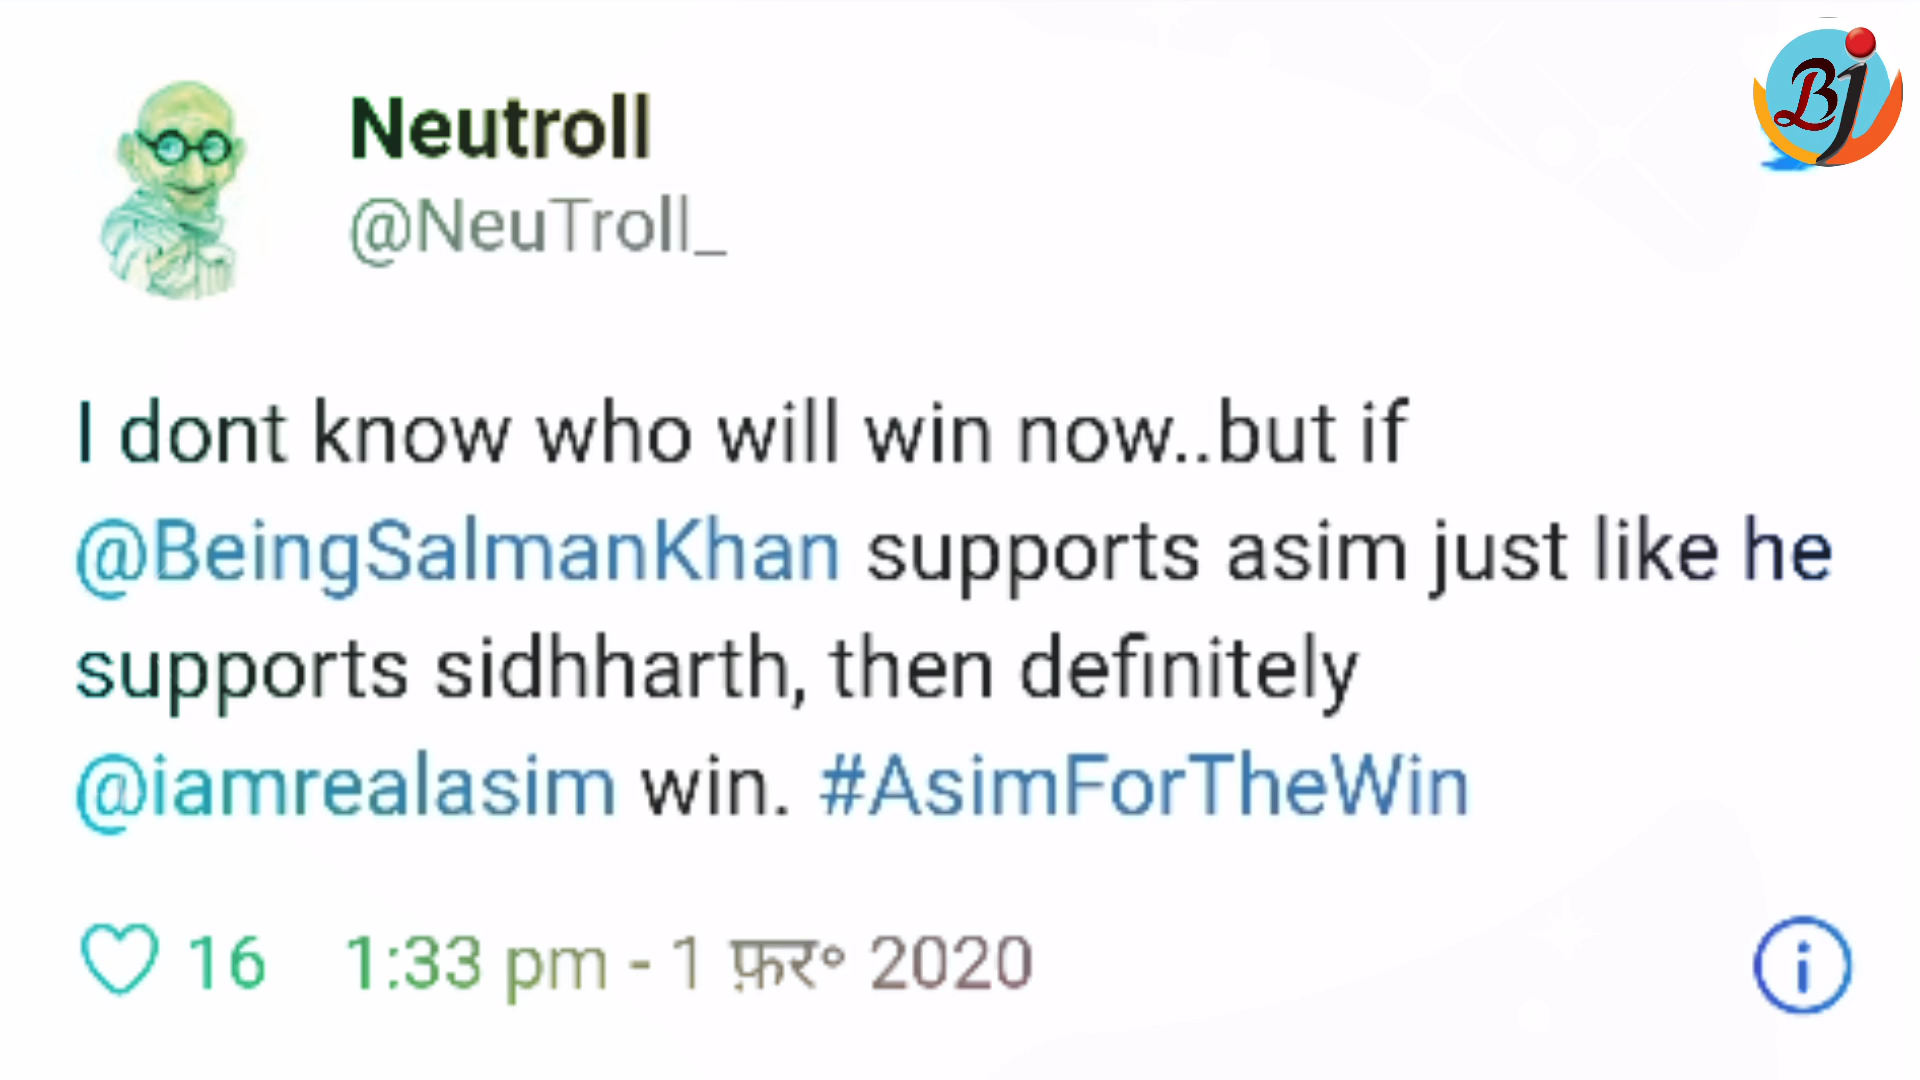 Bj
Neutroll
@NeuTroll_
I dont know who will win now..but if
@BeingSalmanKhan supports asim just like he
supports sidhharth, then definitely
@iamrealasim win. #AsimForTheWin
16 1:33 pm - 1 फ़र॰ 2020